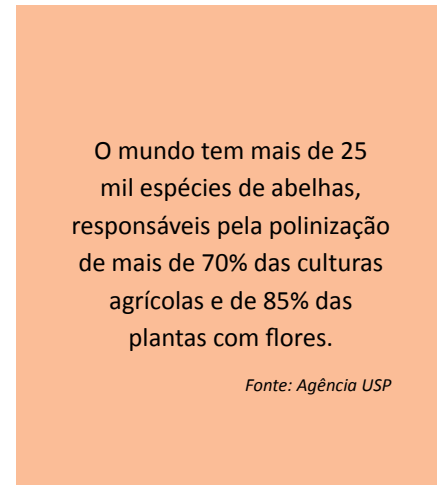 O mundo tem mais de 25
mil espécies de abelhas,
responsáveis pela polinização
de mais de 70% das culturas
agrícolas e de 85% das
plantas com flores.
Fonte: Agência USP